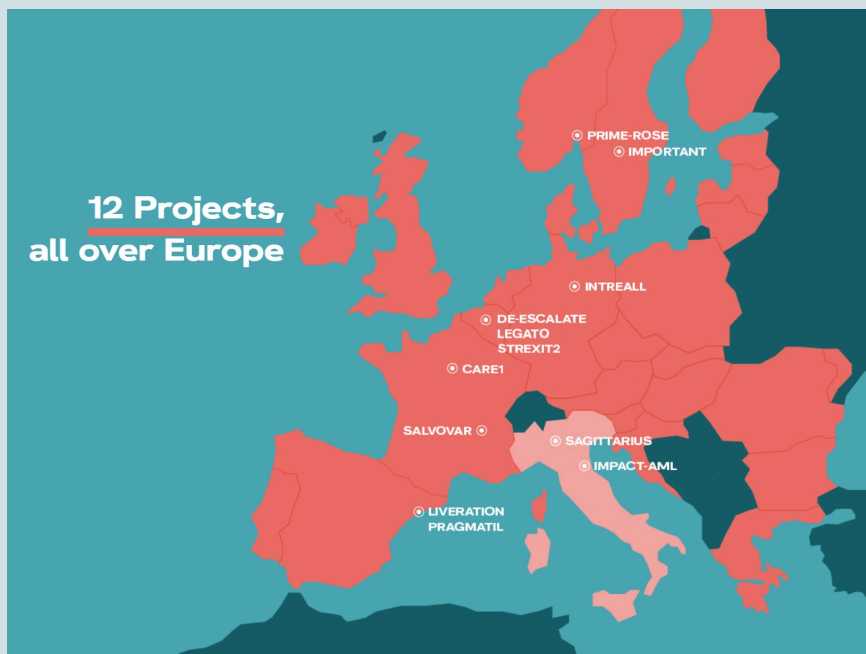 12 Projects,
all over Europe
PRIME-ROSE
IMPORTANT
INTREALL
DE-ESCALATE
LEGATO
STREXIT2
CARE1
SALVOVAR
SAGITTARIUS
IMPACT-AML
LIVERATION
PRAGMATIL